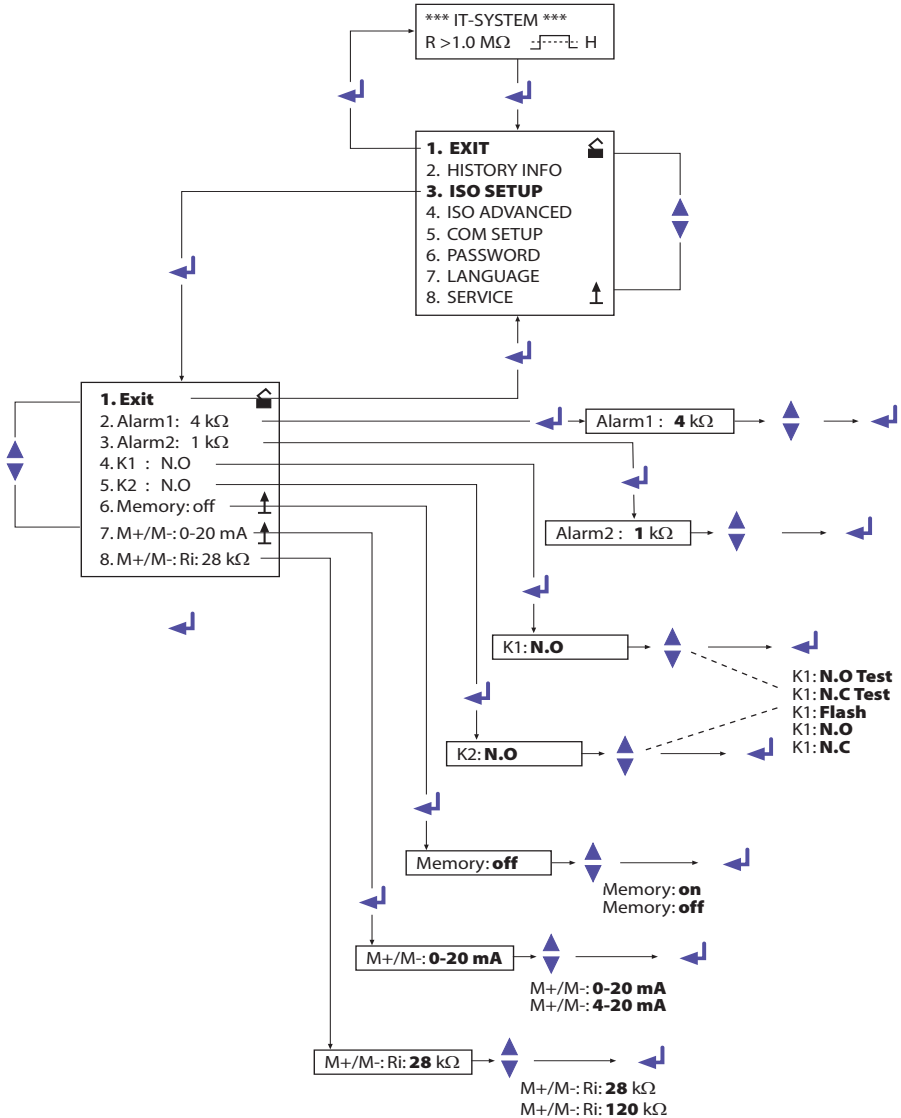 *** IT-SYSTEM ***
R >1.0 MΩ H
1. EXIT
2. HISTORY INFO
3. ISO SETUP
4. ISO ADVANCED
5. COM SETUP
6. PASSWORD
7. LANGUAGE
8. SERVICE
1. Exit
2. Alarm1: 4 kΩ
3. Alarm2: 1 kΩ
4. K1 : N.O
5. K2 : N.O
6. Memory: off
7. M+/M-: 0-20 mA
8. M+/M-: Ri: 28 kΩ
Alarm1 : 4 kΩ
Alarm2 : 1 kΩ
K1: N.O
K1: N.O Test
K1: N.C Test
K1: Flash
K1: N.O
K1: N.C
K2: N.O
Memory: off
Memory: on
Memory: off
M+/M-: 0-20 mA
M+/M-: 0-20 mA
M+/M-: 4-20 mA
M+/M-: Ri: 28 kΩ
M+/M-: Ri: 28 kΩ
M+/M-: Ri: 120 kΩ